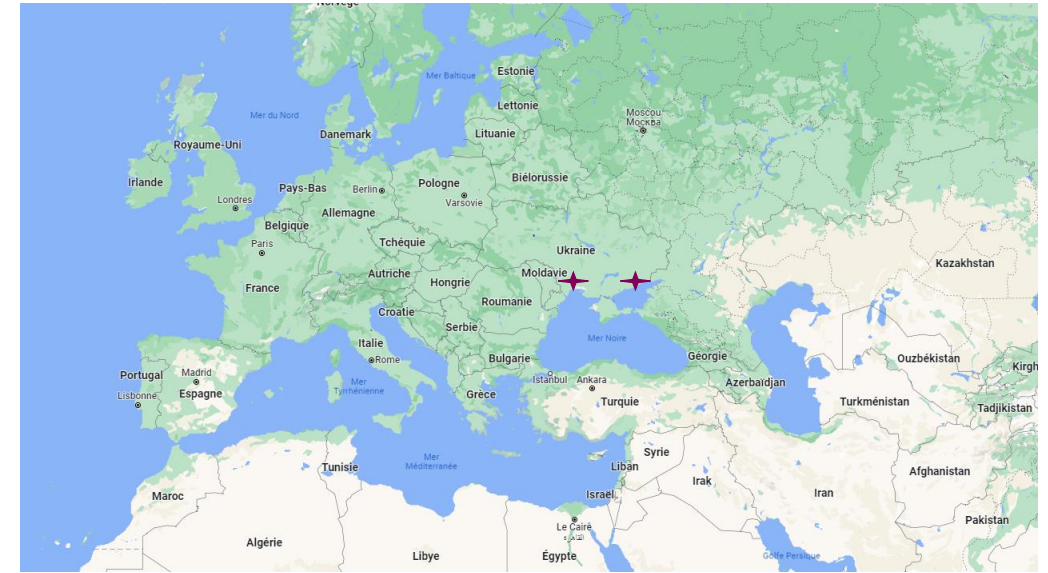 Norvège
Estonie
Mer Baltique
Lettonie
Moscou
Москва
Mer du Nord
Danemark
Lituanie
Royaume-Uni
Irlande
Biélorussie
Pays-Bas
Berlin
Pologne
Varsovie
Londres
Allemagne
Belgique
Paris
Tchéquie
Ukraine
Kazakhstan
Autriche
Moldavie
Hongrie
France
Roumanie
Croatie
Serbie
Italie
Mer Noire
Rome
Bulgarie
Géorgie
Ouzbékistan
Kirgh
Portugal
Madrid
Espagne
Lisbonne
Mer
Tyrrhénienne
Istanbul
Ankara
Grèce
Turquie
Azerbaïdjan
Turkménistan
Tadjikistan
Mer
Méditerranée
Tunisie
Syrie
Liban
Irak
Afghanistan
Maroc
Israël
Iran
Pakistan
Le Caire
Algérie
Libye
Égypte
Golfe Persique